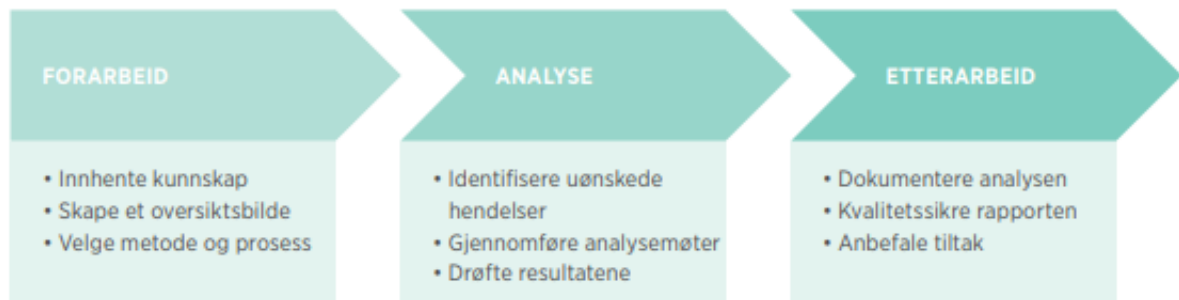 FORARBEID
• Innhente kunnskap
• Skape et oversiktsbilde
• Velge metode og prosess
ANALYSE
• Identifisere uønskede
hendelser
• Gjennomføre analysemøter
• Drøfte resultatene
ETTERARBEID
• Dokumentere analysen
• Kvalitetssikre rapporten
• Anbefale tiltak